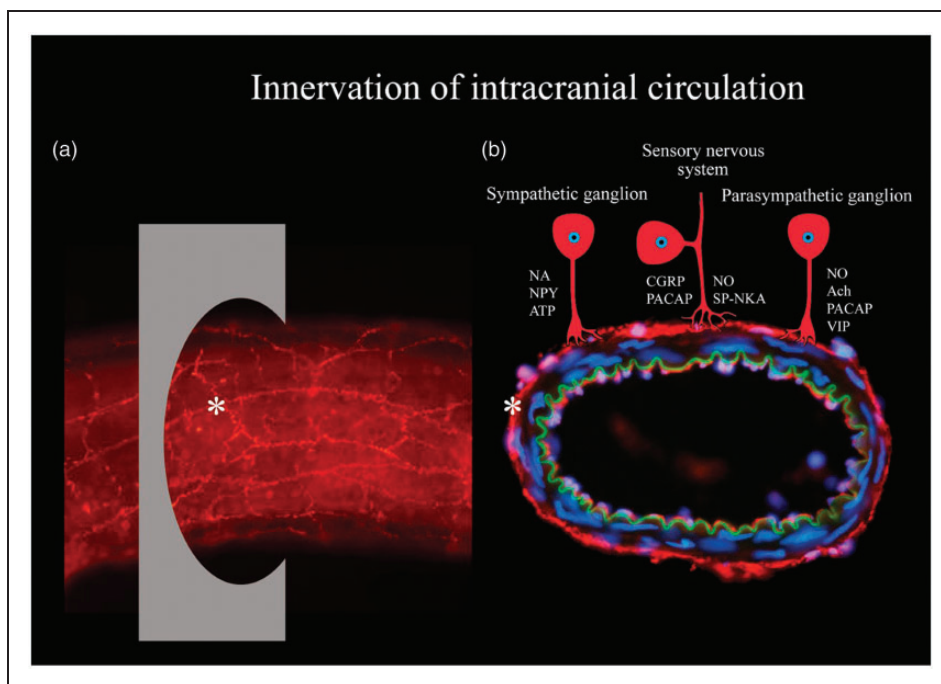 Innervation of intracranial circulation
(a)
*
(b)
Sensory nervous
system
Sympathetic ganglion
Parasympathetic ganglion
NA
NPY
ATP
CGRP
PACAP
NO
SP-NKA
NO
Ach
PACAP
VIP
*